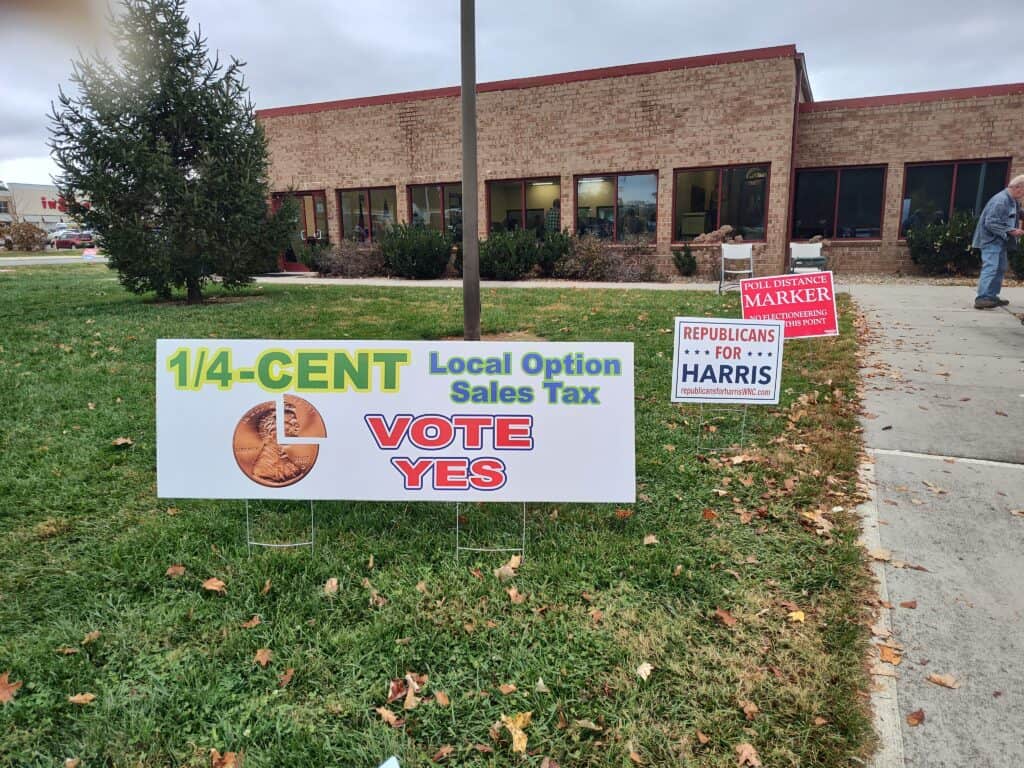 1/4-CENT
Local Option
Sales Tax
VOTE
YES
REPUBLICANS
FOR
HARRIS
republicansforharrisWNC.com
POLL DISTANCE
MARKER
NO ELECTIONEERING
THIS POINT